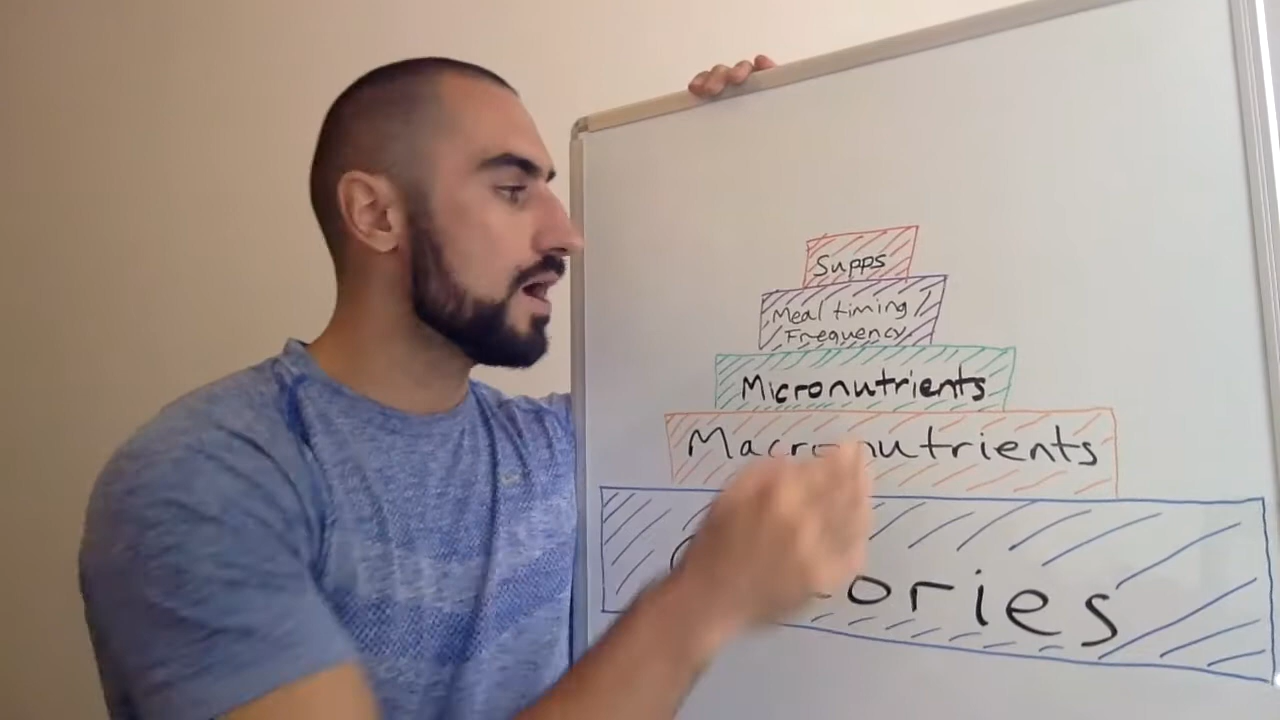 Supps
Meal timing /
Frequency
Micronutrients
Macronutrients
Calories